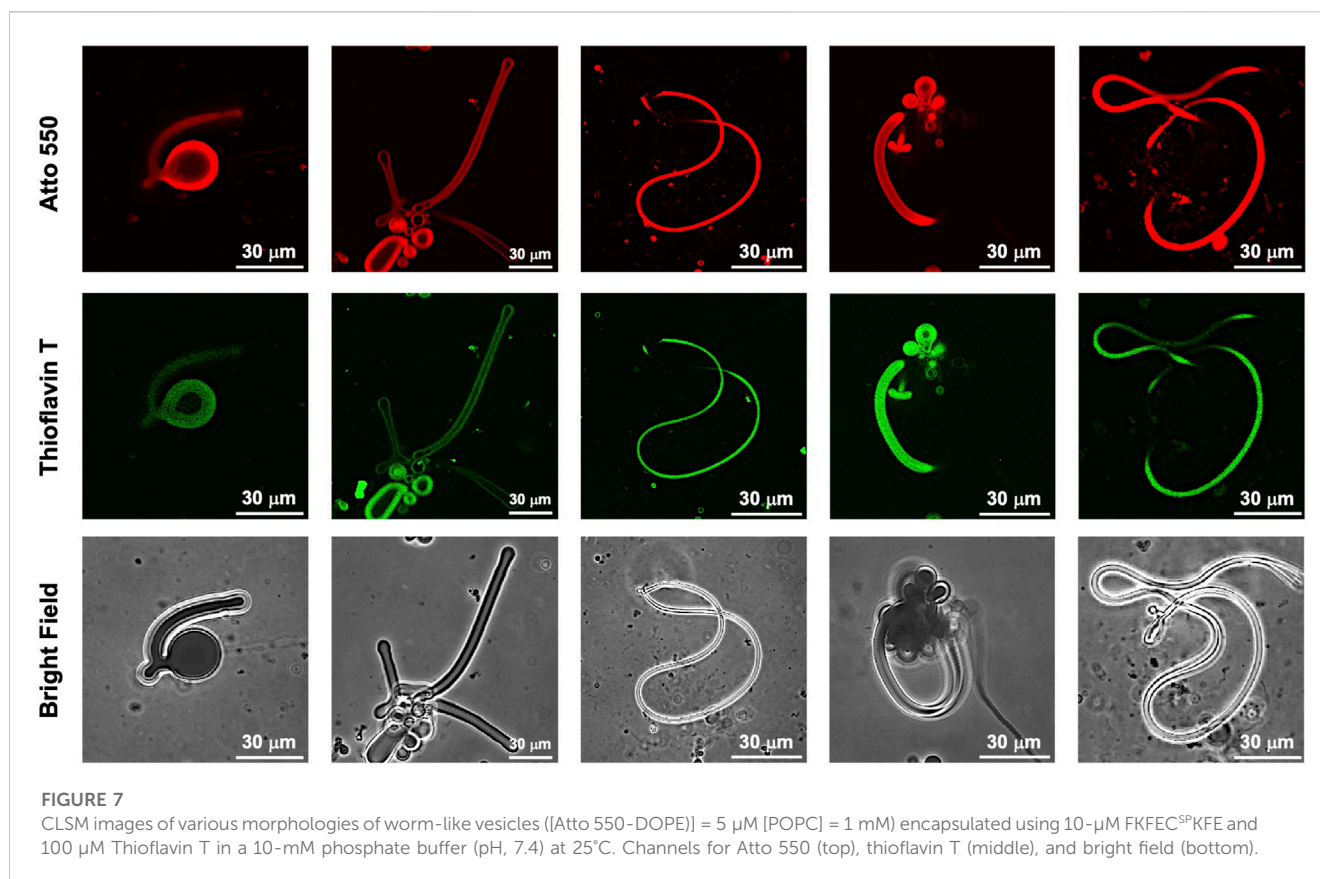 Atto 550
30 μm
30 μm
30 μm
30 μm
30 μm
Thioflavin T
30 μm
30 μm
30 μm
30 μm
30 μm
Bright Field
30 μm
30 μm
30 μm
30 μm
30 μm
FIGURE 7
CLSM images of various morphologies of worm-like vesicles ([Atto 550-DOPE)] = 5 μM [POPC] = 1 mM) encapsulated using 10-μM FKFECˢᴾKFE and
100 μM Thioflavin T in a 10-mM phosphate buffer (pH, 7.4) at 25°C. Channels for Atto 550 (top), thioflavin T (middle), and bright field (bottom).